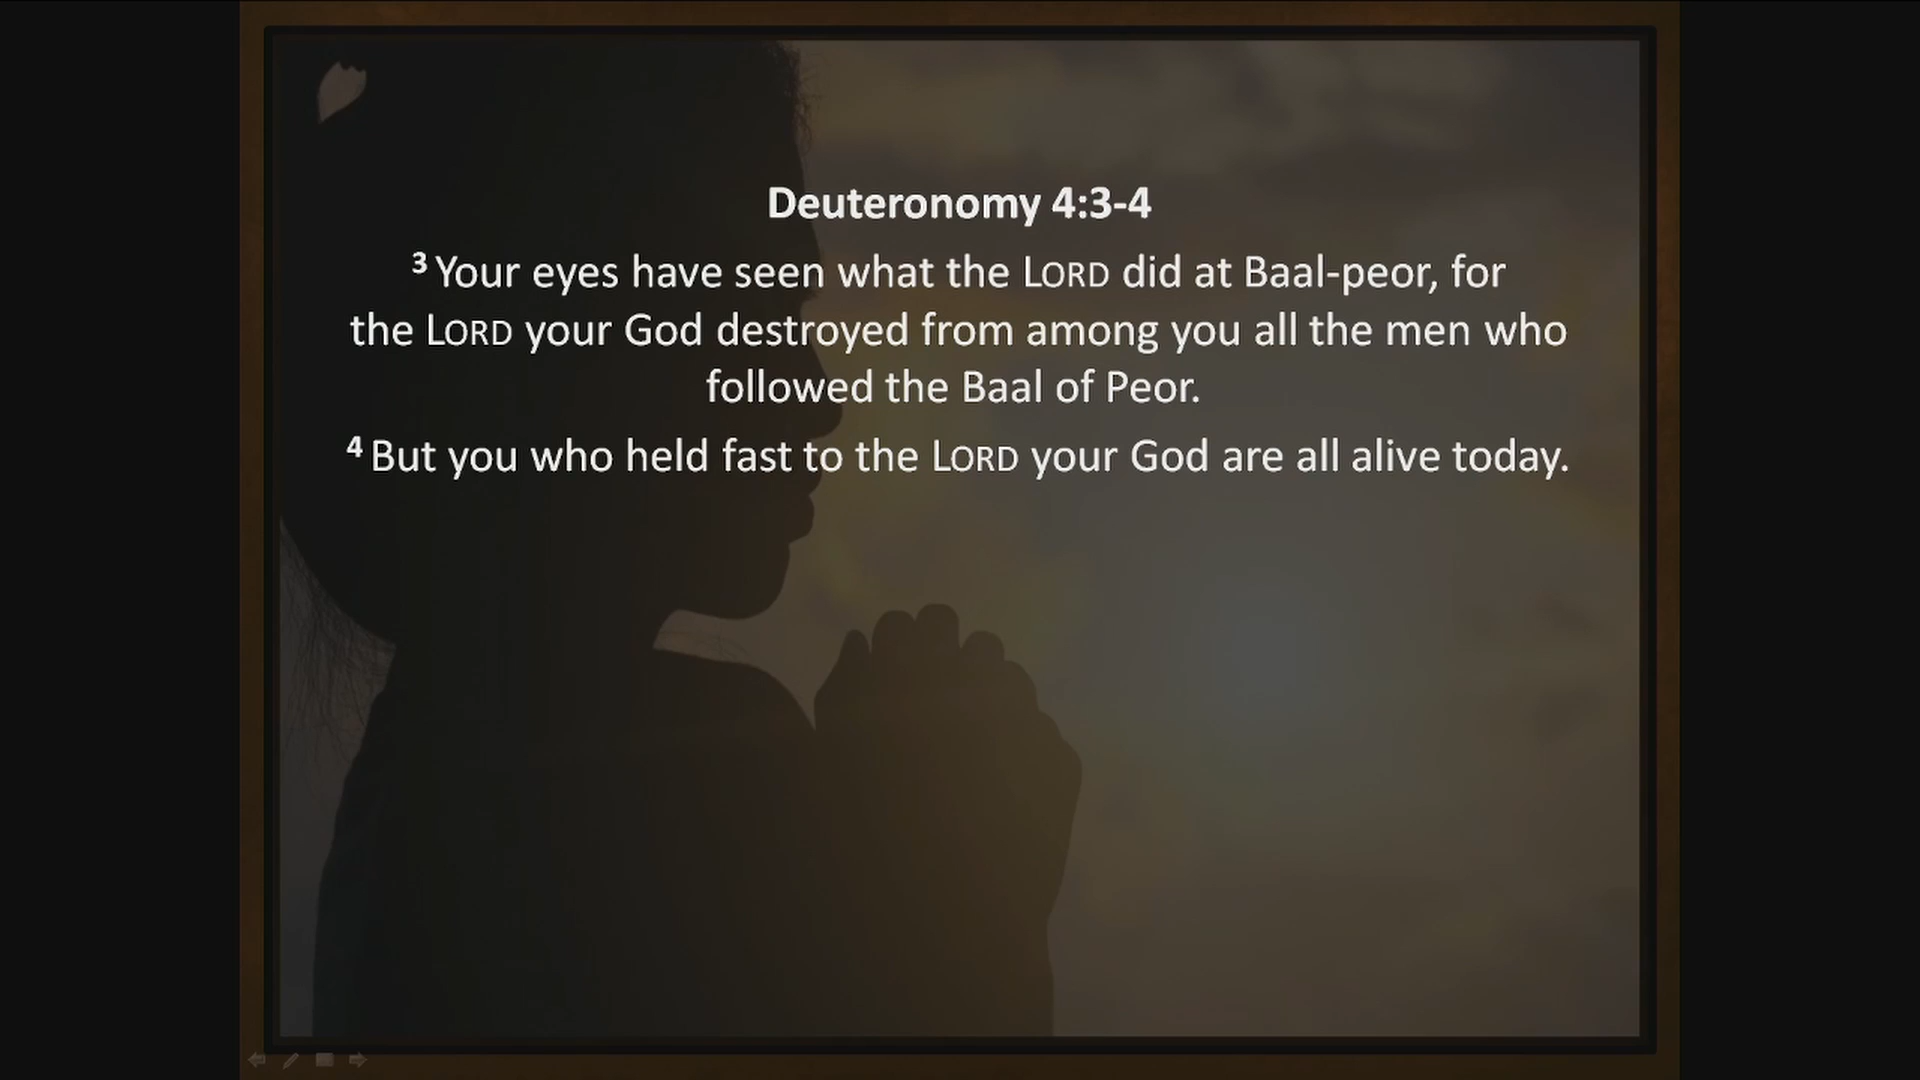 Deuteronomy 4:3-4
3 Your eyes have seen what the LORD did at Baal-peor, for
the LORD your God destroyed from among you all the men who
followed the Baal of Peor.
4 But you who held fast to the LORD your God are all alive today.